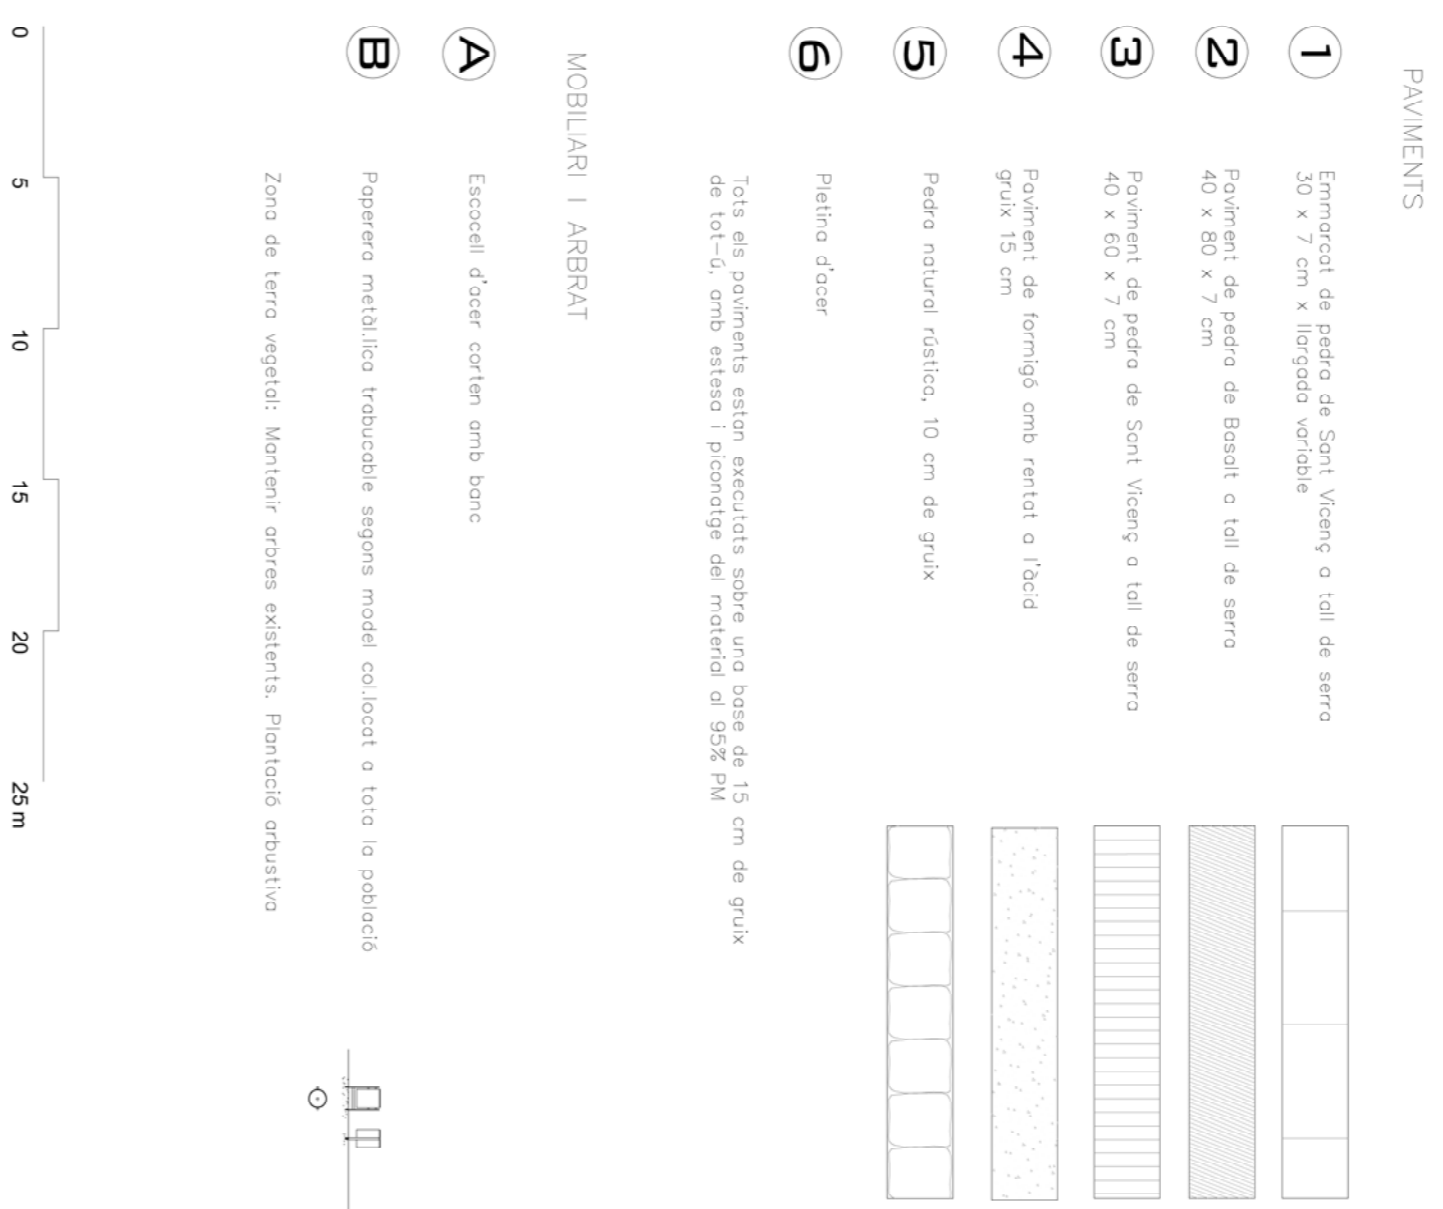 PAVIMENTS
1
Emmarcat de pedra de Sant Vicenç a tall de serra
30 x 7 cm x llargada variable
2
Paviment de pedra de Basalt a tall de serra
40 x 80 x 7 cm
3
Paviment de pedra de Sant Vicenç a tall de serra
40 x 60 x 7 cm
4
Paviment de formigó amb rentat a l'àcid
gruix 15 cm
5
Pedra natural rústica, 10 cm de gruix
6
Pletina d'acer
Tots els paviments estan executats sobre una base de 15 cm de gruix
de tot-ú, amb estesa i piconatge del material al 95% PM
MOBILIARI I ARBRAT
A
Escocell d'acer corten amb banc
B
Paperera metàl.lica trabucable segons model col.locat a tota la població
Zona de terra vegetal: Mantenir arbres existents. Plantació arbustiva
0 5 10 15 20 25 m